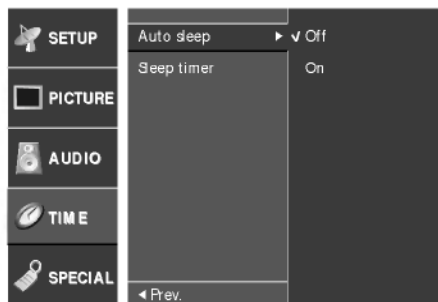 SETUP
PICTURE
AUDIO
TIME
SPECIAL
Auto sleep ► √ Off
Sleep timer On
◄ Prev.